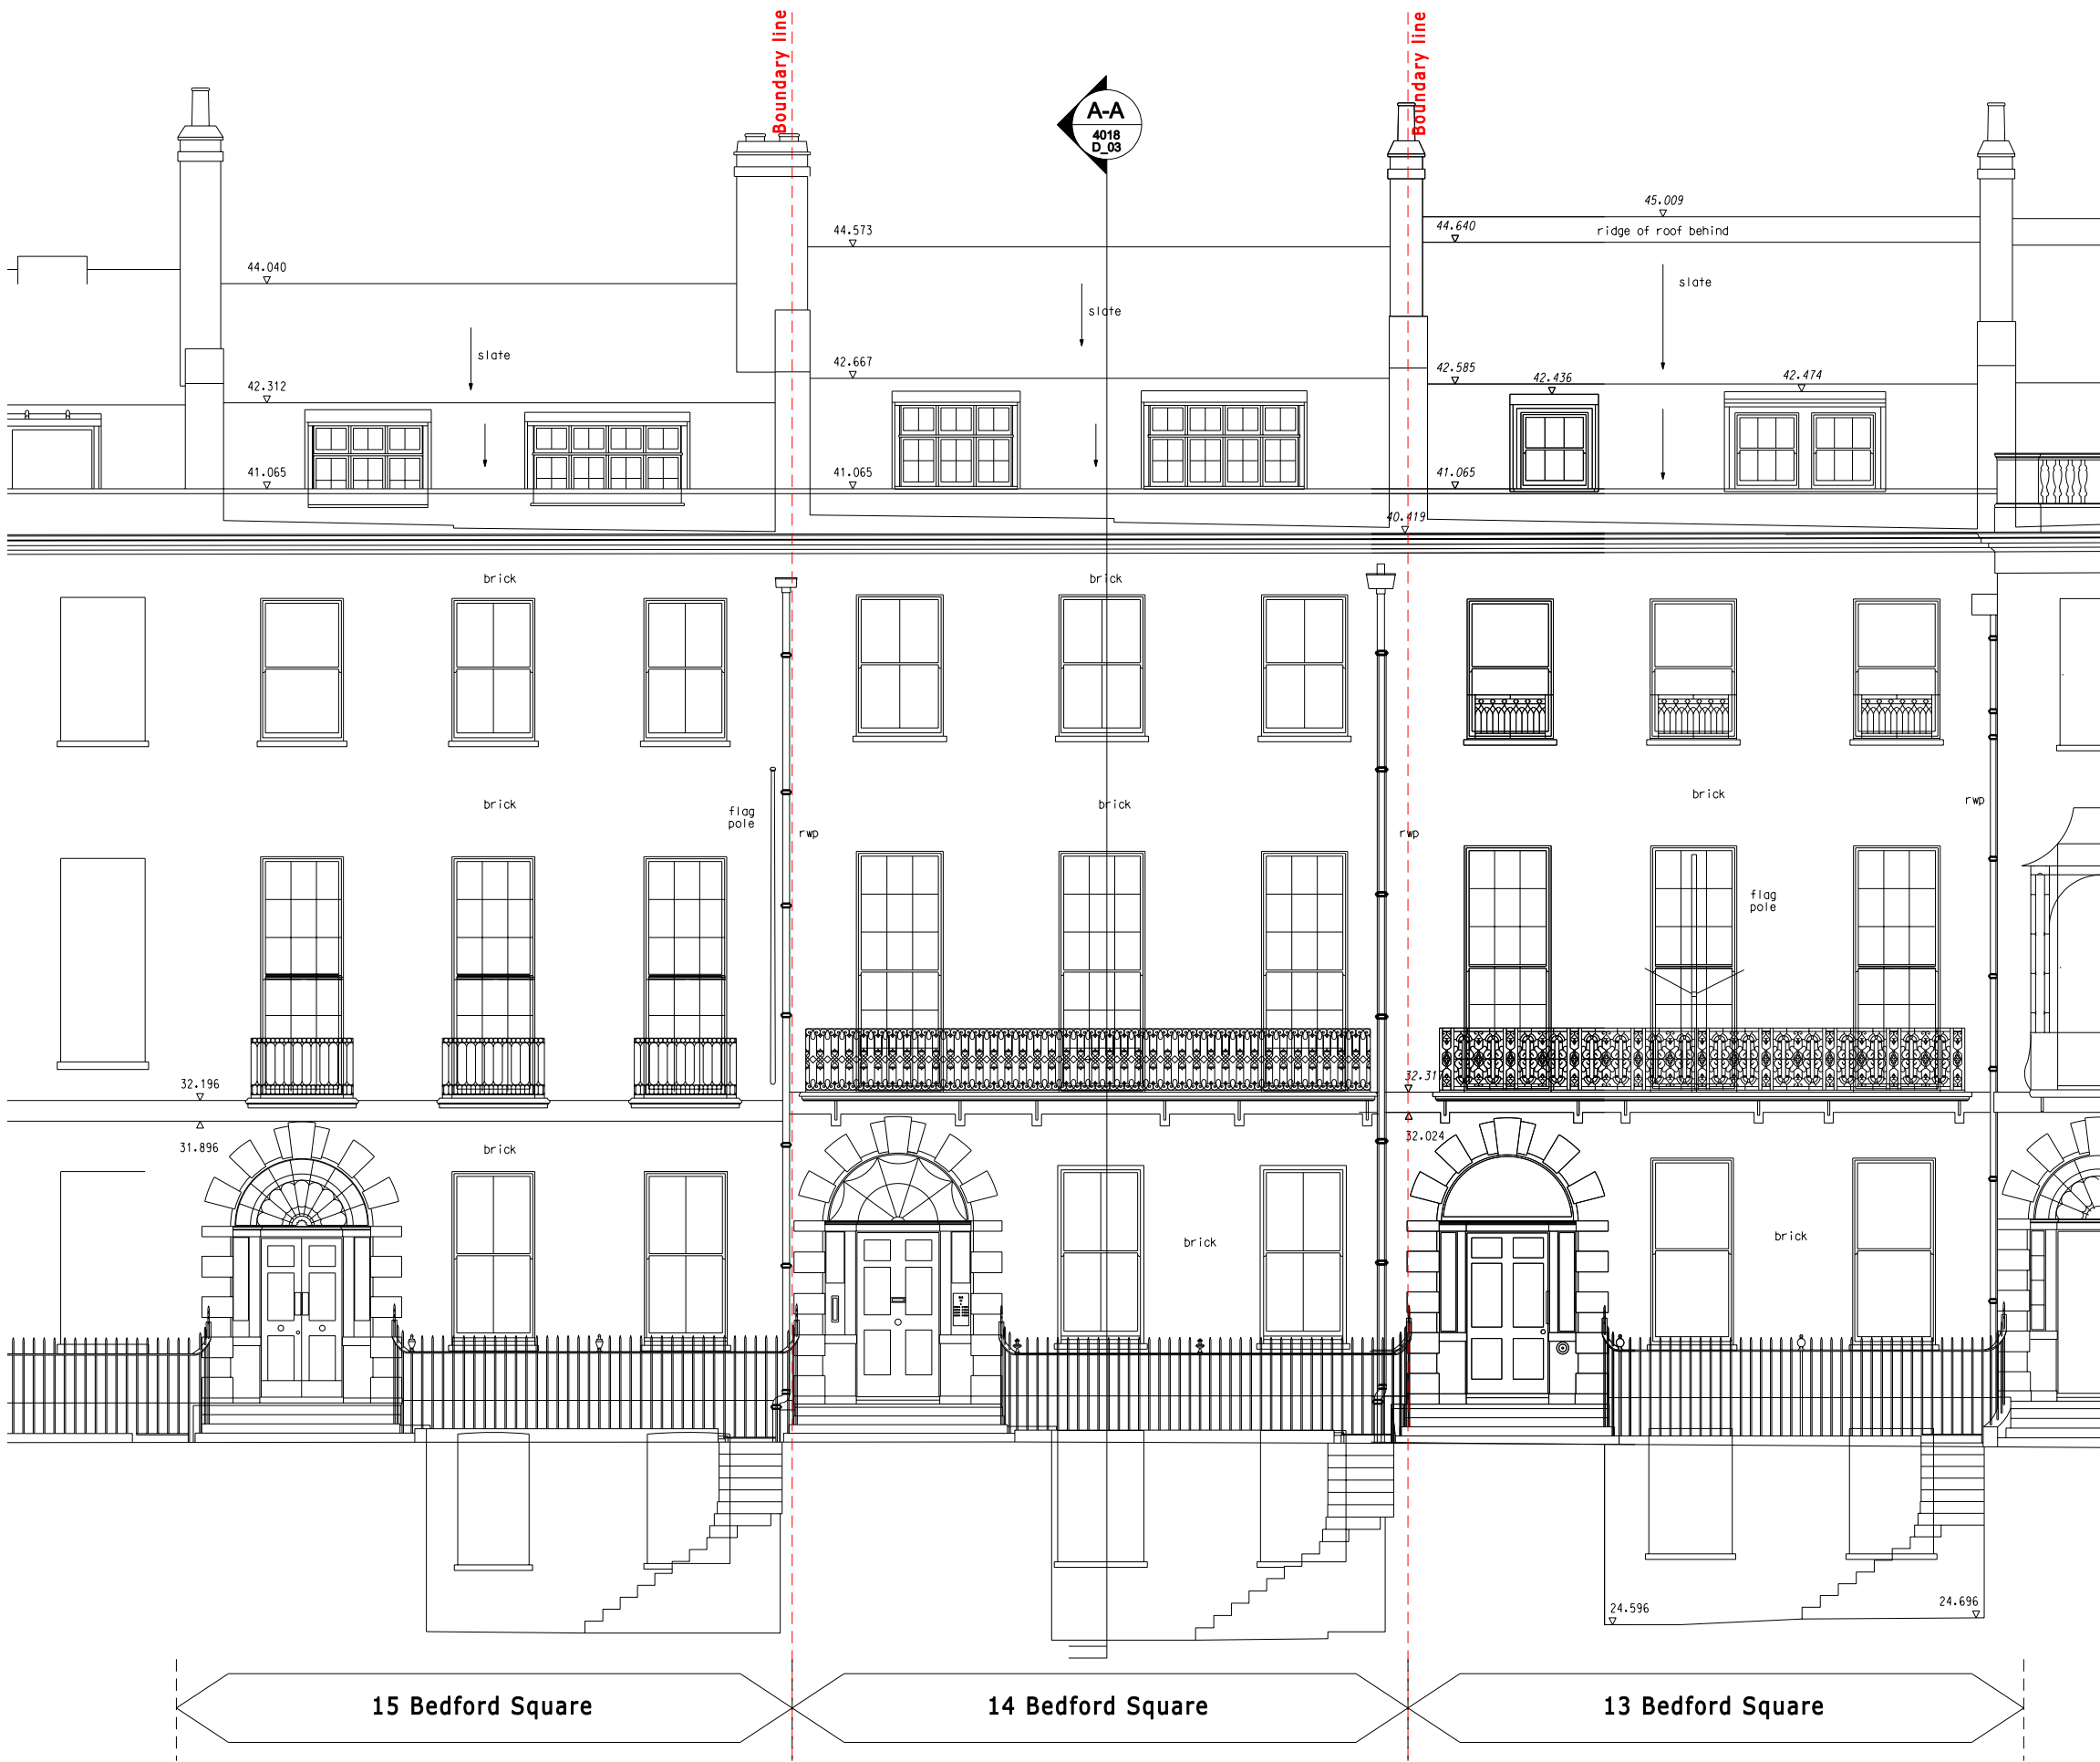 Boundary line
Boundary line
A-A
4018
D_03
45.009
44.573
44.640
ridge of roof behind
44.040
slate
slate
slate
42.667
42.585
42.436
42.474
42.312
41.065
41.065
41.065
40.419
brick
brick
brick
brick
brick
flag
pole
rwp
rwp
rwp
flag
pole
32.196
32.317
31.896
brick
32.024
brick
brick
24.596
24.696
15 Bedford Square
14 Bedford Square
13 Bedford Square